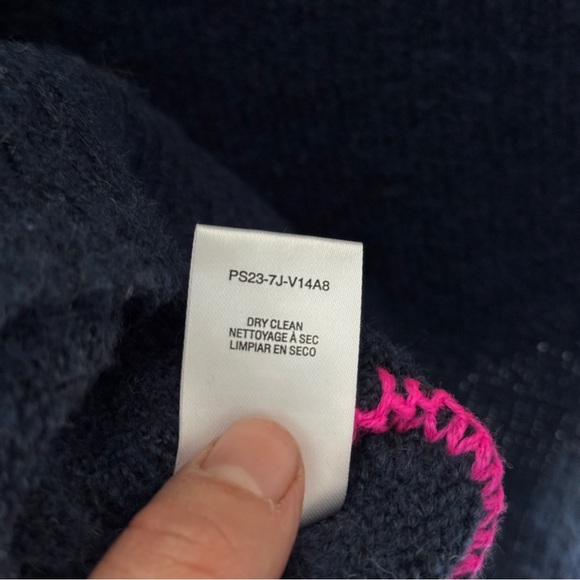 PS23-7J-V14A8
DRY CLEAN
NETTOYAGE À SEC
LIMPIAR EN SECO